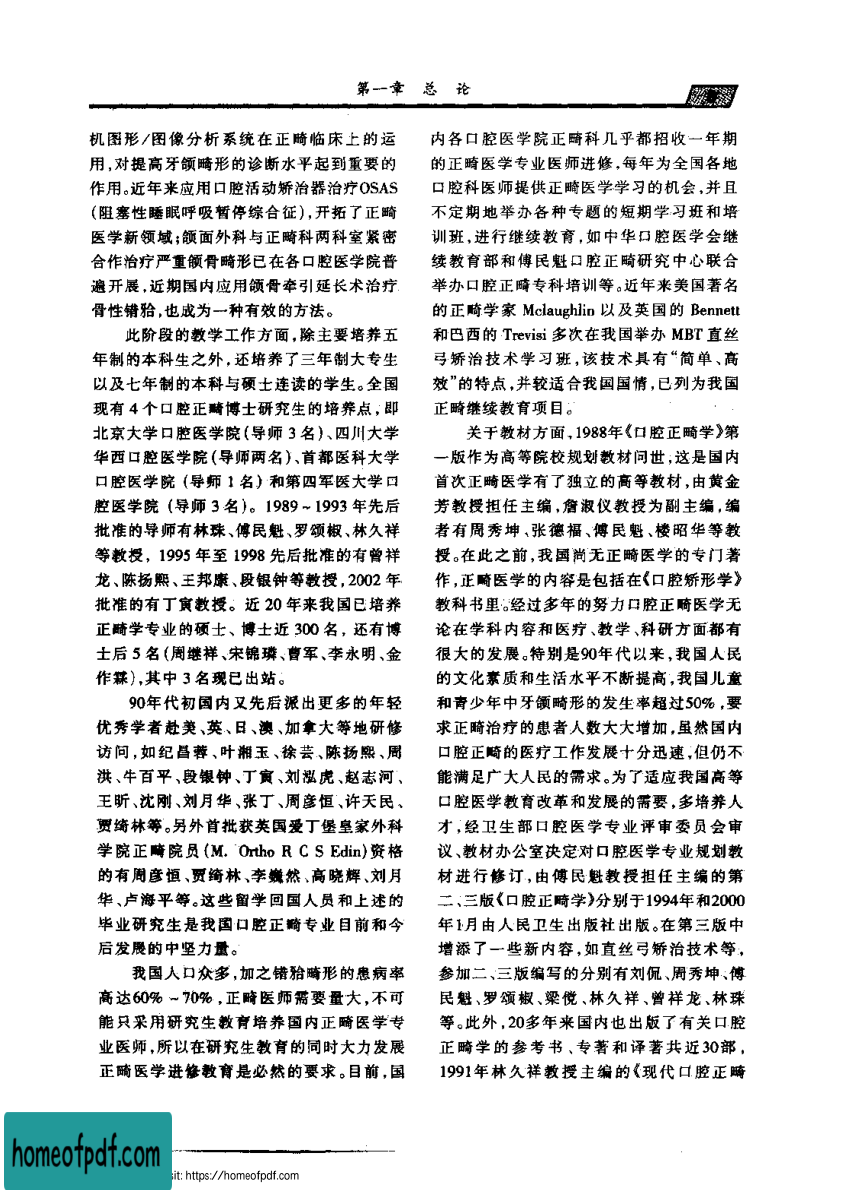 第一章 总 论
机图形/图像分析系统在正畸临床上的运
用,对提高牙颌畸形的诊断水平起到重要的
作用。近年来应用口腔活动矫治器治疗OSAS
(阻塞性睡眠呼吸暂停综合征),开拓了正畸
医学新领域;颌面外科与正畸科两科室紧密
合作治疗严重颌骨畸形已在各口腔医学院普
遍开展,近期国内应用颌骨牵引延长术治疗
骨性错𬌗,也成为一种有效的方法。
此阶段的教学工作方面,除主要培养五
年制的本科生之外,还培养了三年制大专生
以及七年制的本科与硕士连读的学生。全国
现有4个口腔正畸博士研究生的培养点,即
北京大学口腔医学院(导师3名)、四川大学
华西口腔医学院(导师两名)、首都医科大学
口腔医学院(导师1名)和第四军医大学口
腔医学院(导师3名)。1989~1993年先后
批准的导师有林珠、傅民魁、罗颂椒、林久祥
等教授,1995年至1998先后批准的有曾祥
龙、陈扬熙、王邦康、段银钟等教授,2002年
批准的有丁寅教授。近20年来我国已培养
正畸学专业的硕士、博士近300名,还有博
士后5名(周继祥、宋锦璘、曹军、李永明、金
作霖),其中3名现已出站。
90年代初国内又先后派出更多的年轻
优秀学者赴美、英、日、澳、加拿大等地研修
访问,如纪昌蓉、叶湘玉、徐芸、陈扬熙、周
洪、牛百平、段银钟、丁寅、刘泓虎、赵志河、
王昕、沈刚、刘月华、张丁、周彦恒、许天民、
贾绮林等。另外首批获英国爱丁堡皇家外科
学院正畸院员(M. Ortho R C S Edin)资格
的有周彦恒、贾绮林、李巍然、高晓辉、刘月
华、卢海平等。这些留学回国人员和上述的
毕业研究生是我国口腔正畸专业目前和今
后发展的中坚力量。
我国人口众多,加之错𬌗畸形的患病率
高达60%~70%,正畸医师需要量大,不可
能只采用研究生教育培养国内正畸医学专
业医师,所以在研究生教育的同时大力发展
正畸医学进修教育是必然的要求。目前,国
内各口腔医学院正畸科几乎都招收一年期
的正畸医学专业医师进修,每年为全国各地
口腔科医师提供正畸医学学习的机会,并且
不定期地举办各种专题的短期学习班和培
训班,进行继续教育,如中华口腔医学会继
续教育部和傅民魁口腔正畸研究中心联合
举办口腔正畸专科培训等。近年来美国著名
的正畸学家 Mclaughlin 以及英国的 Bennett
和巴西的 Trevisi 多次在我国举办 MBT 直丝
弓矫治技术学习班,该技术具有“简单、高
效”的特点,并较适合我国国情,已列为我国
正畸继续教育项目。
关于教材方面,1988年《口腔正畸学》第
一版作为高等院校规划教材问世,这是国内
首次正畸医学有了独立的高等教材,由黄金
芳教授担任主编,詹淑仪教授为副主编,编
者有周秀坤、张德福、傅民魁、楼昭华等教
授。在此之前,我国尚无正畸医学的专门著
作,正畸医学的内容是包括在《口腔矫形学》
教科书里。经过多年的努力口腔正畸医学无
论在学科内容和医疗、教学、科研方面都有
很大的发展。特别是90年代以来,我国人民
的文化素质和生活水平不断提高,我国儿童
和青少年中牙颌畸形的发生率超过50%,要
求正畸治疗的患者人数大大增加,虽然国内
口腔正畸的医疗工作发展十分迅速,但仍不
能满足广大人民的需求。为了适应我国高等
口腔医学教育改革和发展的需要,多培养人
才,经卫生部口腔医学专业评审委员会审
议、教材办公室决定对口腔医学专业规划教
材进行修订,由傅民魁教授担任主编的第
二、三版《口腔正畸学》分别于1994年和2000
年1月由人民卫生出版社出版。在第三版中
增添了一些新内容,如直丝弓矫治技术等,
参加二、三版编写的分别有刘侃、周秀坤、傅
民魁、罗颂椒、梁傥、林久祥、曾祥龙、林珠
等。此外,20多年来国内也出版了有关口腔
正畸学的参考书、专著和译著共近30部,
1991年林久祥教授主编的《现代口腔正畸
homeofpdf.com
sit: https://homeofpdf.com